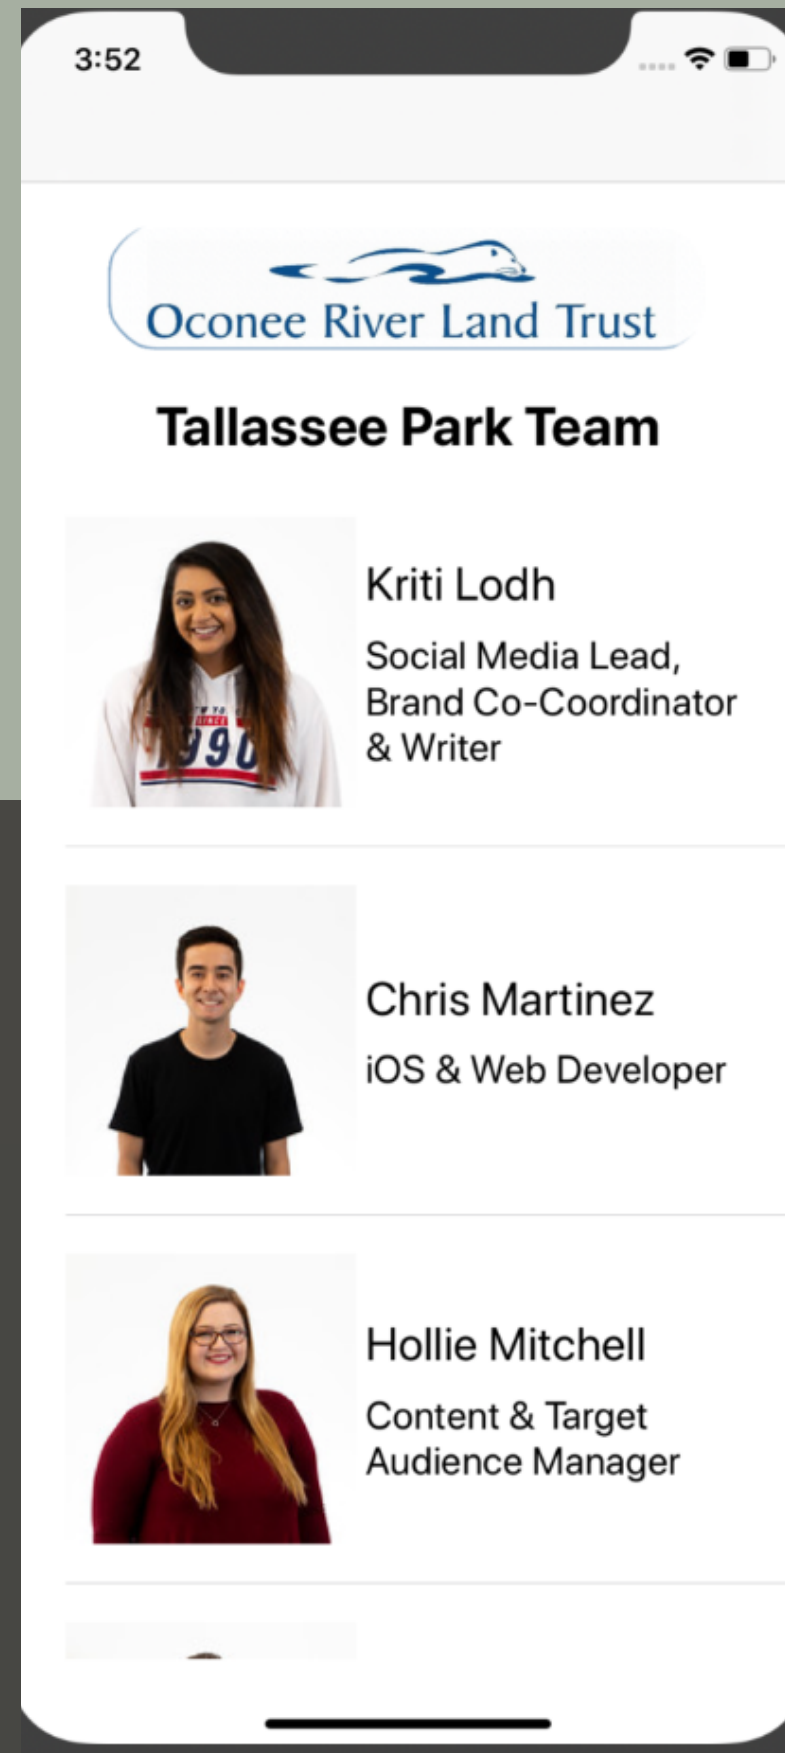 3:52
Oconee River Land Trust
Tallassee Park Team
Kriti Lodh
Social Media Lead,
Brand Co-Coordinator
& Writer
Chris Martinez
iOS & Web Developer
Hollie Mitchell
Content & Target
Audience Manager